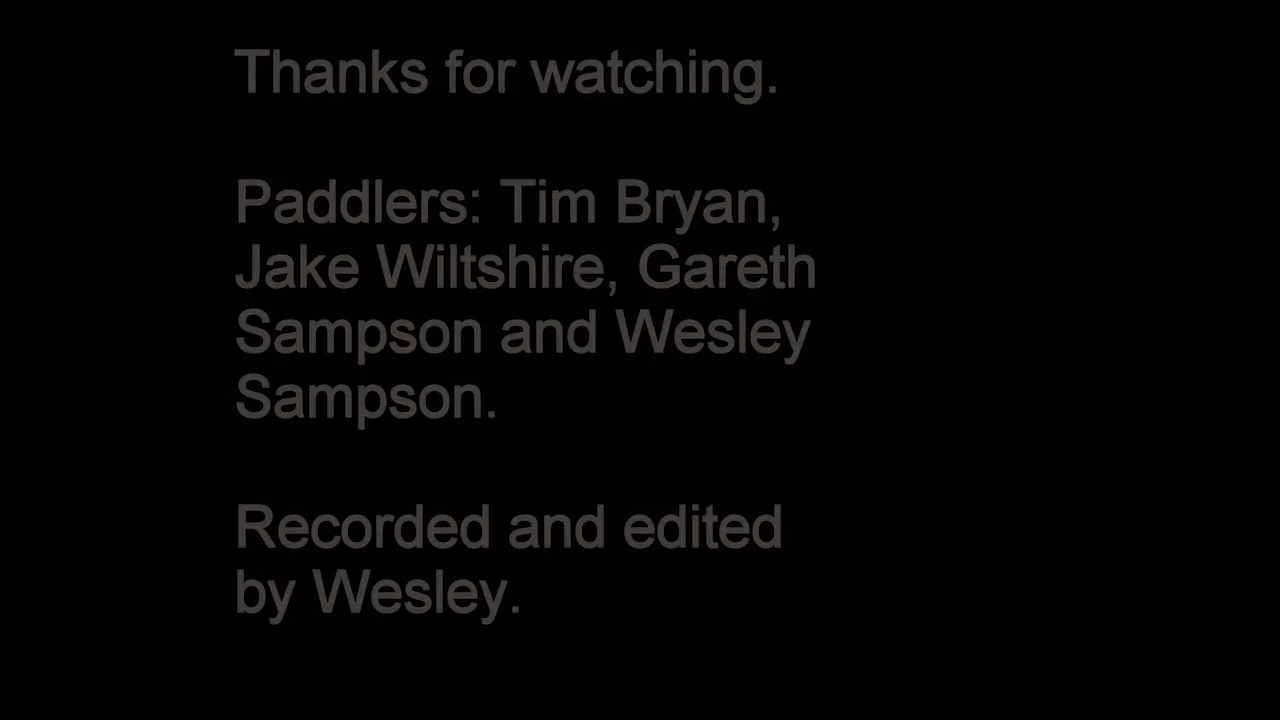 Thanks for watching.
Paddlers: Tim Bryan,
Jake Wiltshire, Gareth
Sampson and Wesley
Sampson.
Recorded and edited
by Wesley.